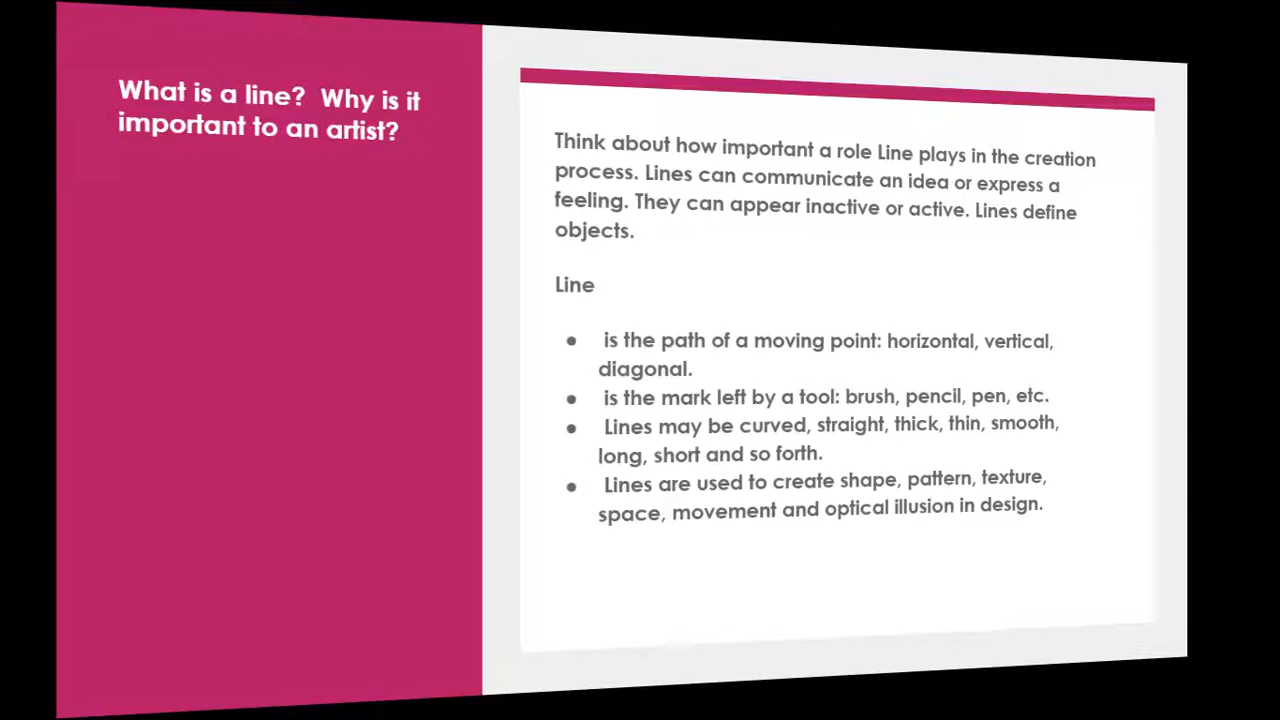 What is a line? Why is it
important to an artist?
Think about how important a role Line plays in the creation
process. Lines can communicate an idea or express a
feeling. They can appear inactive or active. Lines define
objects.
Line
● is the path of a moving point: horizontal, vertical,
diagonal.
● is the mark left by a tool: brush, pencil, pen, etc.
● Lines may be curved, straight, thick, thin, smooth,
long, short and so forth.
● Lines are used to create shape, pattern, texture,
space, movement and optical illusion in design.